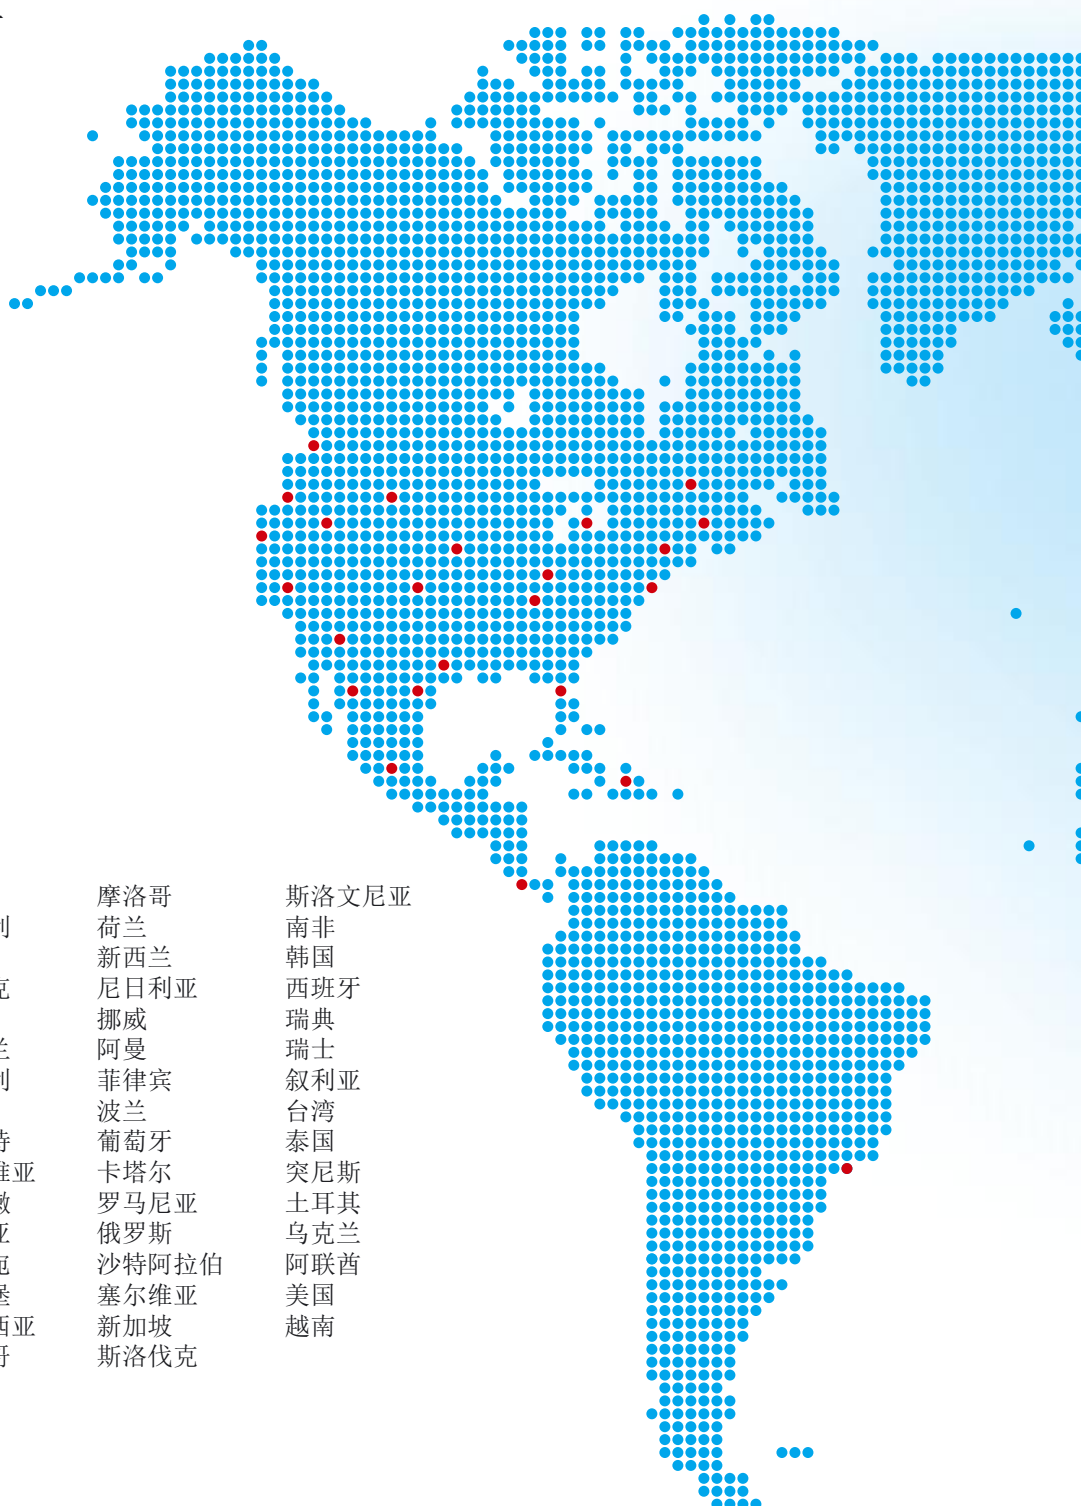 摩洛哥
荷兰
新西兰
尼日利亚
挪威
阿曼
菲律宾
波兰
葡萄牙
卡塔尔
罗马尼亚
俄罗斯
沙特阿拉伯
塞尔维亚
新加坡
斯洛伐克
斯洛文尼亚
南非
韩国
西班牙
瑞典
瑞士
叙利亚
台湾
泰国
突尼斯
土耳其
乌克兰
阿联酋
美国
越南